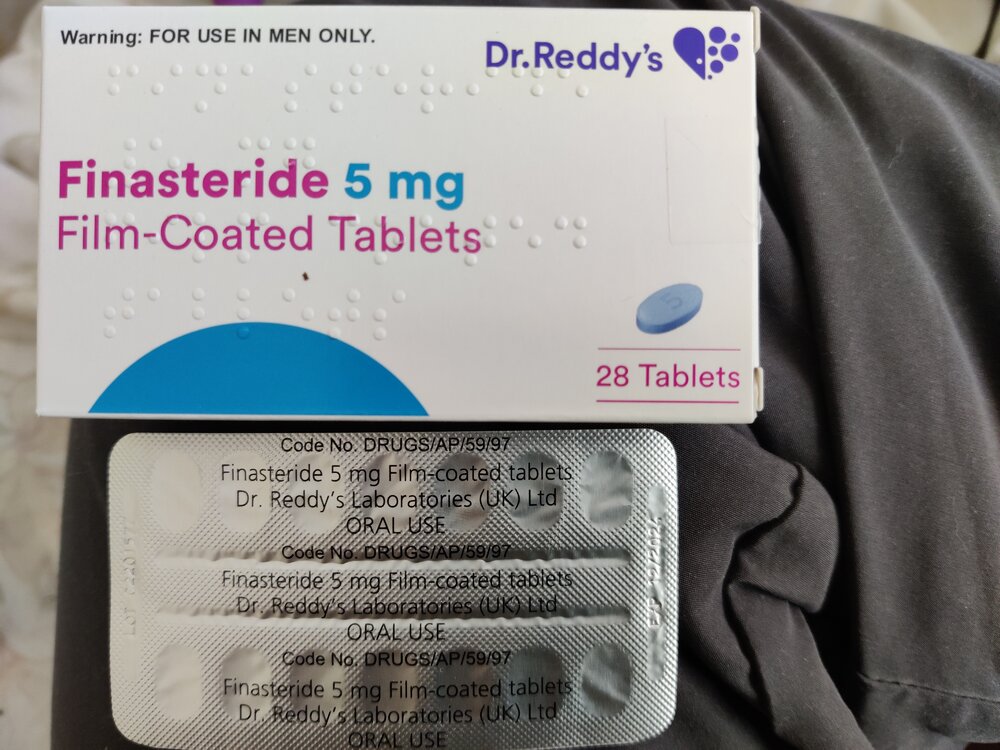 Warning: FOR USE IN MEN ONLY.
Dr.Reddy's
Finasteride 5 mg
Film-Coated Tablets
5
28 Tablets
Code No. DRUGS/AP/59/97
Finasteride 5 mg Film-coated tablets
Dr. Reddy's Laboratories (UK) Ltd
ORAL USE
Code No. DRUGS/AP/59/97
Finasteride 5 mg Film-coated tablets
Dr. Reddy's Laboratories (UK) Ltd
ORAL USE
Code No. DRUGS/AP/59/97
Finasteride 5 mg Film-coated tablets
Dr. Reddy's Laboratories (UK) Ltd
ORAL USE